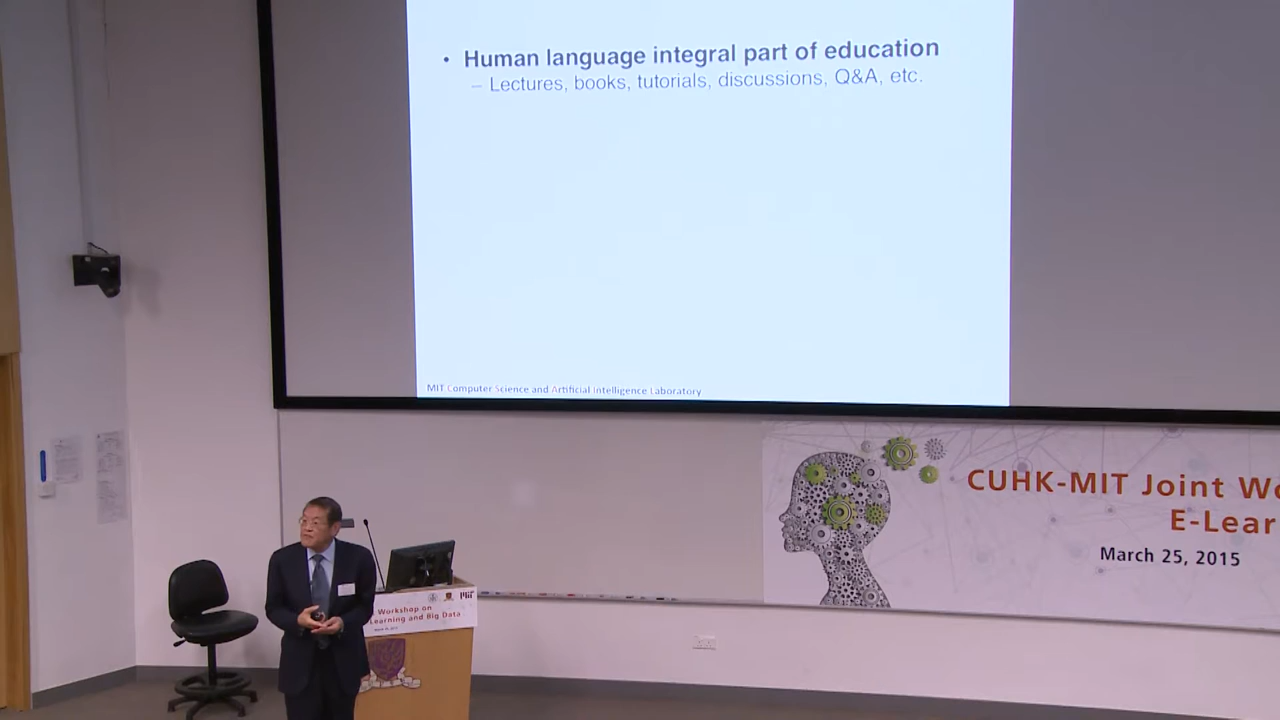 • Human language integral part of education
– Lectures, books, tutorials, discussions, Q&A, etc.
MIT Computer Science and Artificial Intelligence Laboratory
CUHK-MIT Joint Wo
E-Lear
March 25, 2015
Workshop on
Learning and Big Data